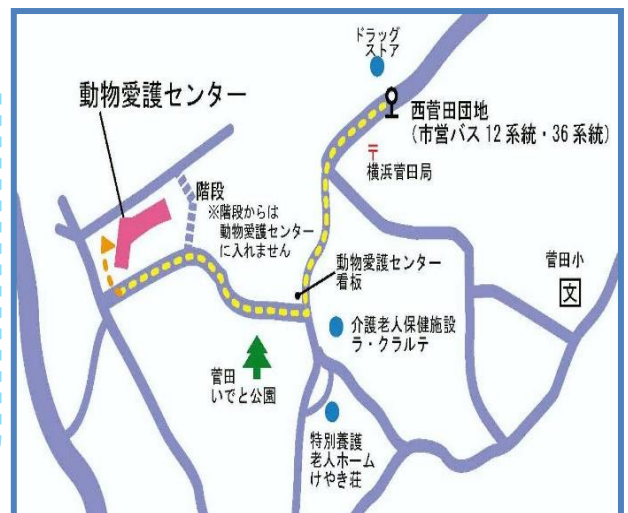 ドラッグ
ストア
動物愛護センター
西菅田団地
(市営バス12系統・36系統)
〒
横浜菅田局
階段
※階段からは
動物愛護センター
に入れません
菅田小
文
動物愛護センター
看板
介護老人保健施設
ラ・クラルテ
菅田
いでと公園
特別養護
老人ホーム
けやき荘